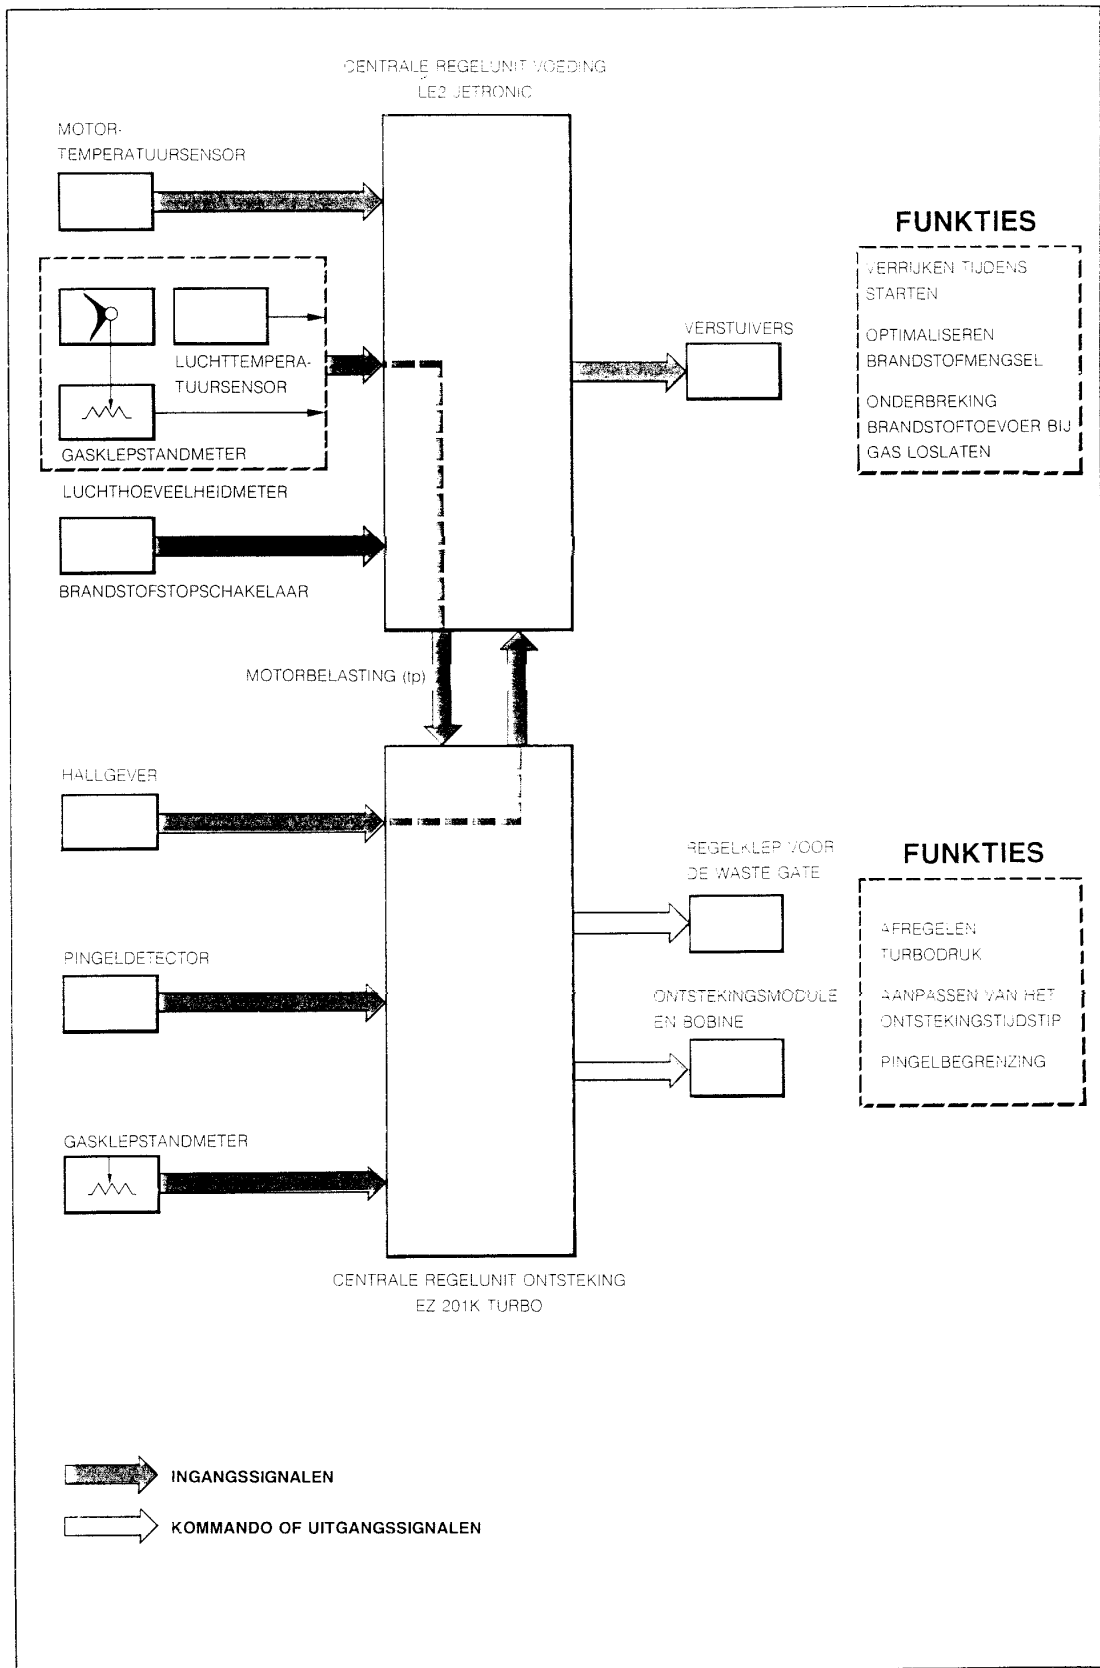 CENTRALE REGELUNIT VOEDING
LE2 JETRONIC
MOTOR-
TEMPERATUURSENSOR
LUCHTTEMPERA-
TUURSENSOR
GASKLEPSTANDMETER
LUCHTHOEVEELHEIDMETER
BRANDSTOFSTOPSCHAKELAAR
VERSTUIVERS
FUNKTIES
VERRIJKEN TIJDENS
STARTEN
OPTIMALISEREN
BRANDSTOFMENGSEL
ONDERBREKING
BRANDSTOFTOEVOER BIJ
GAS LOSLATEN
MOTORBELASTING (tp)
HALLGEVER
PINGELDETECTOR
GASKLEPSTANDMETER
REGELKLEP VOOR
DE WASTE GATE
ONTSTEKINGSMODULE
EN BOBINE
FUNKTIES
AFREGELEN
TURBODRUK
AANPASSEN VAN HET
ONTSTEKINGSTIJDSTIP
PINGELBEGRENZING
CENTRALE REGELUNIT ONTSTEKING
EZ 201K TURBO
INGANGSSIGNALEN
KOMMANDO OF UITGANGSSIGNALEN